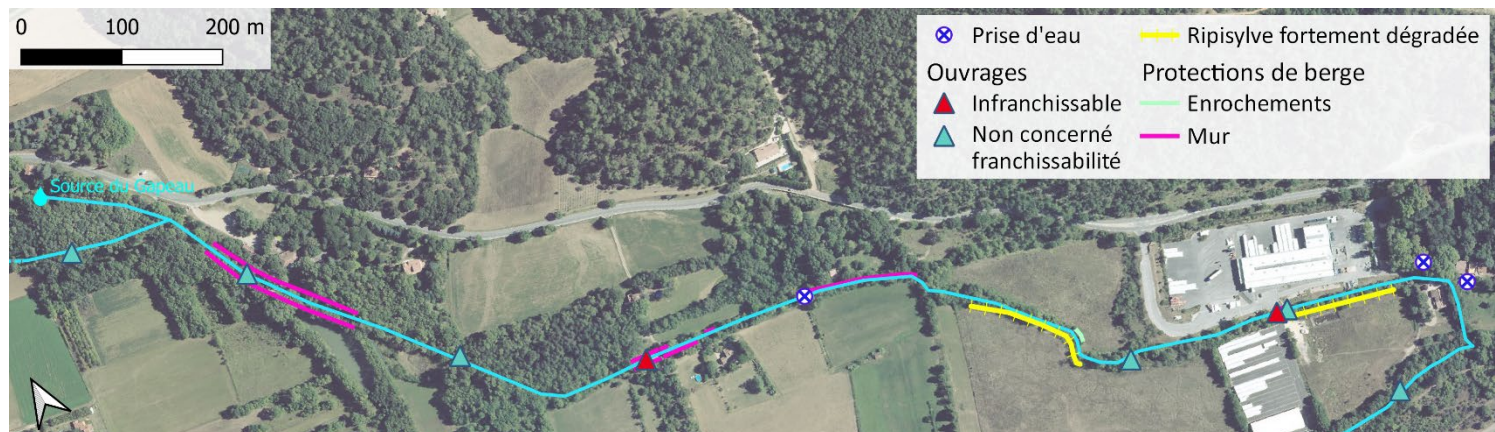 0 100 200 m
Prise d'eau
Ouvrages
Infranchissable
Non concerné
franchissabilité
Ripisylve fortement dégradée
Protections de berge
Enrochements
Mur
Source du Gapeau